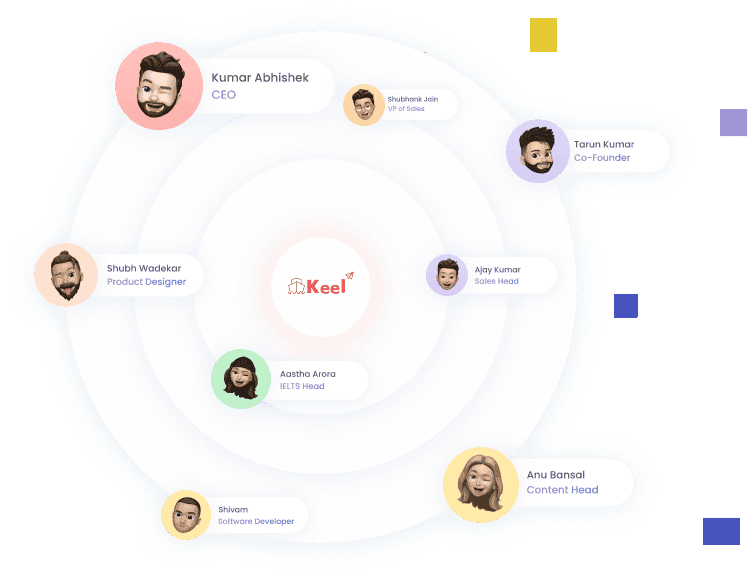 Kumar Abhishek
CEO
Shubhank Jain
VP of Sales
Tarun Kumar
Co-Founder
Shubh Wadekar
Product Designer
Keel
Ajay Kumar
Sales Head
Aastha Arora
IELTS Head
Anu Bansal
Content Head
Shivam
Software Developer